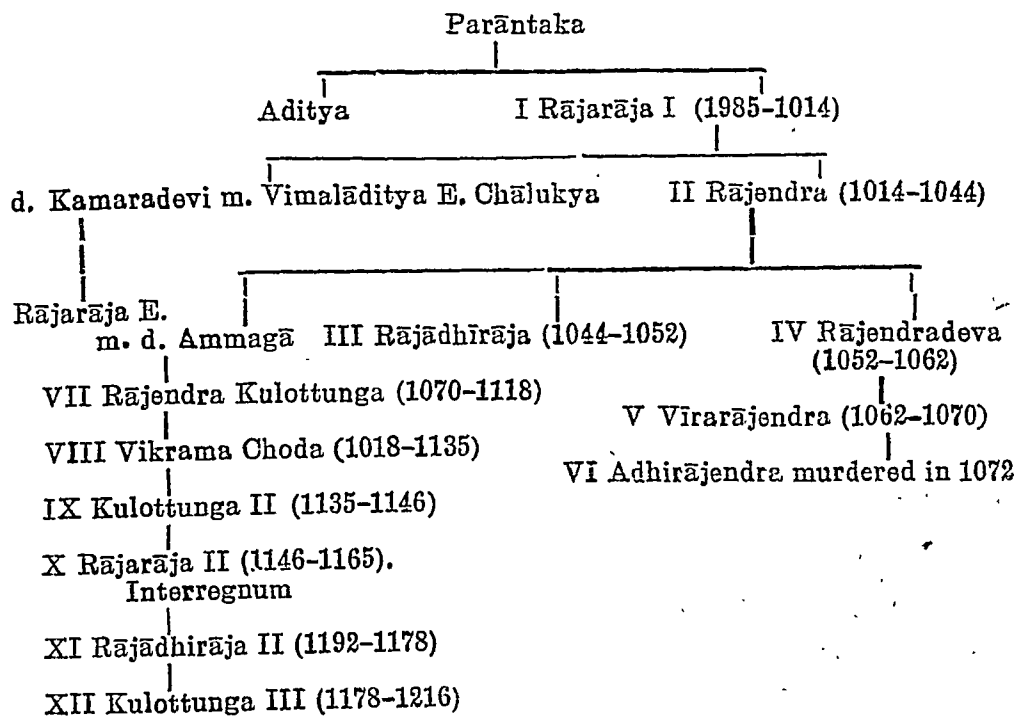 Parāntaka
Aditya I Rājarāja I (1985-1014)
d. Kamaradevi m. Vimalāditya E. Chālukya II Rājendra (1014-1044)
Rājarāja E.
m. d. Ammagā III Rājādhīrāja (1044-1052) IV Rājendradeva
(1052-1062)
VII Rājendra Kulottunga (1070-1118)
V Vīrarājendra (1062-1070)
VIII Vikrama Choda (1018-1135)
VI Adhirājendra murdered in 1072
IX Kulottunga II (1135-1146)
X Rājarāja II (1146-1165).
Interregnum
XI Rājādhirāja II (1192-1178)
XII Kulottunga III (1178-1216)